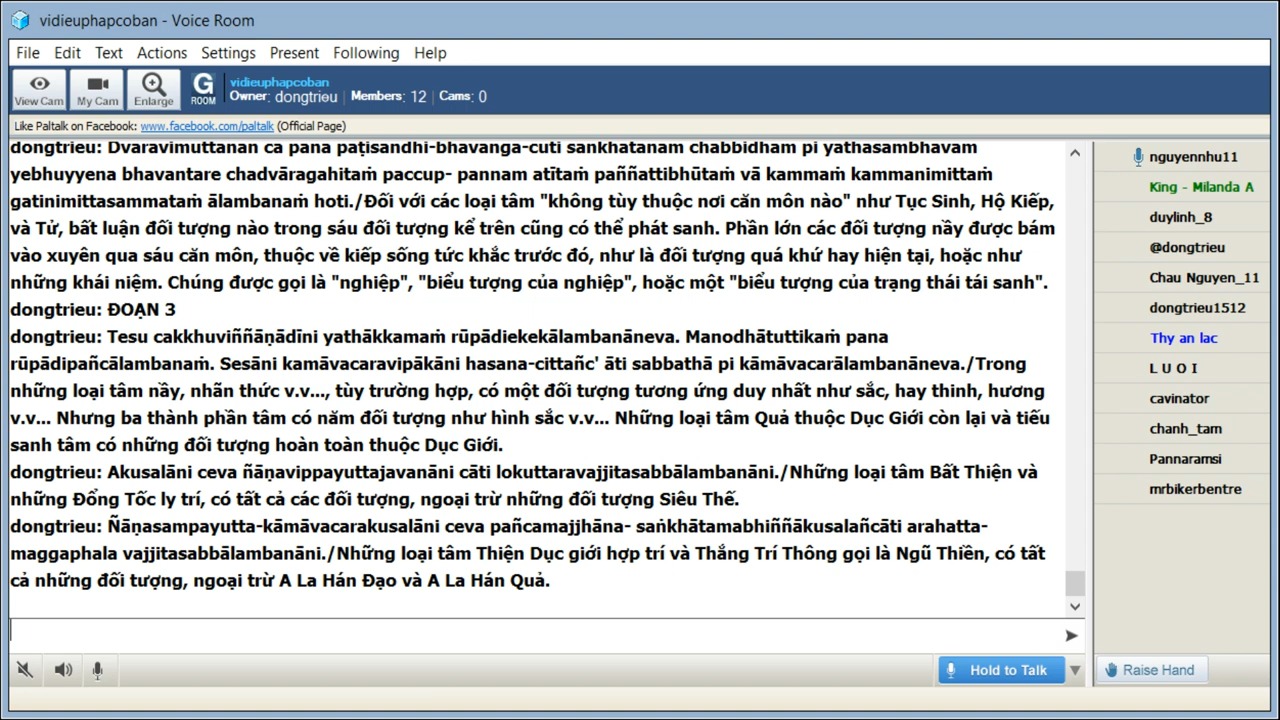 vidieuphapcoban - Voice Room
File Edit Text Actions Settings Present Following Help
View Cam My Cam Enlarge G ROOM
vidieuphapcoban
Owner: dongtrieu | Members: 12 | Cams: 0
Like Paltalk on Facebook: www.facebook.com/paltalk (Official Page)
dongtrieu: Dvāravimuttānañ ca pana paṭisandhi-bhavaṅga-cuti saṅkhātānaṁ chabbidham pi yathāsambhavaṁ
yebhuyyena bhavantare chadvāragahitaṁ paccup- pannam atītaṁ paññattibhūtaṁ vā kammaṁ kammanimittaṁ
gatinimittasammataṁ ālambanaṁ hoti./Đối với các loại tâm "không tùy thuộc nơi căn môn nào" như Tục Sinh, Hộ Kiếp,
và Tử, bất luận đối tượng nào trong sáu đối tượng kể trên cũng có thể phát sanh. Phần lớn các đối tượng nầy được bám
vào xuyên qua sáu căn môn, thuộc về kiếp sống tức khắc trước đó, như là đối tượng quá khứ hay hiện tại, hoặc như
những khái niệm. Chúng được gọi là "nghiệp", "biểu tượng của nghiệp", hoặc một "biểu tượng của trạng thái tái sanh".
dongtrieu: ĐOẠN 3
dongtrieu: Tesu cakkhuviññāṇādīni yathākkamaṁ rūpādiekekālambanāneva. Manodhātuttikaṁ pana
rūpādipañcālambanaṁ. Sesāni kamāvacaravipākāni hasana-cittañc' āti sabbathā pi kāmāvacarālambanāneva./Trong
những loại tâm nầy, nhãn thức v.v..., tùy trường hợp, có một đối tượng tương ứng duy nhất như sắc, hay thinh, hương
v.v... Nhưng ba thành phần tâm có năm đối tượng như hình sắc v.v... Những loại tâm Quả thuộc Dục Giới còn lại và tiếu
sanh tâm có những đối tượng hoàn toàn thuộc Dục Giới.
dongtrieu: Akusalāni ceva ñāṇavippayuttajavanāni cāti lokuttaravajjitasabbālambanāni./Những loại tâm Bất Thiện và
những Đổng Tốc ly trí, có tất cả các đối tượng, ngoại trừ những đối tượng Siêu Thế.
dongtrieu: Ñāṇasampayutta-kāmāvacarakusalāni ceva pañcamajjhāna- saṅkhātamabhiññākusalañcāti arahatta-
maggaphala vajjitasabbālambanāni./Những loại tâm Thiện Dục giới hợp trí và Thắng Trí Thông gọi là Ngũ Thiền, có tất
cả những đối tượng, ngoại trừ A La Hán Đạo và A La Hán Quả.
nguyennhu11
King - Milanda A
duylinh_8
@dongtrieu
Chau Nguyen_11
dongtrieu1512
Thy an lac
L U O I
cavinator
chanh_tam
Pannaramsi
mrbikerbentre
Hold to Talk
Raise Hand